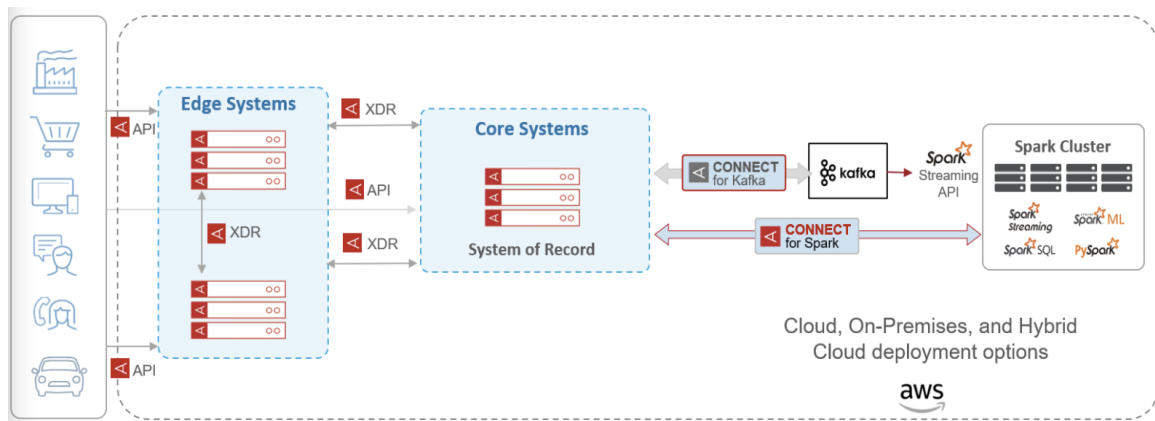 Edge Systems
API
XDR
API
XDR
XDR
API
Core Systems
System of Record
CONNECT
for Kafka
kafka
Spark
Streaming
API
CONNECT
for Spark
Spark Cluster
Spark
Streaming
Spark ML
Spark SQL
PySpark
Cloud, On-Premises, and Hybrid
Cloud deployment options
aws